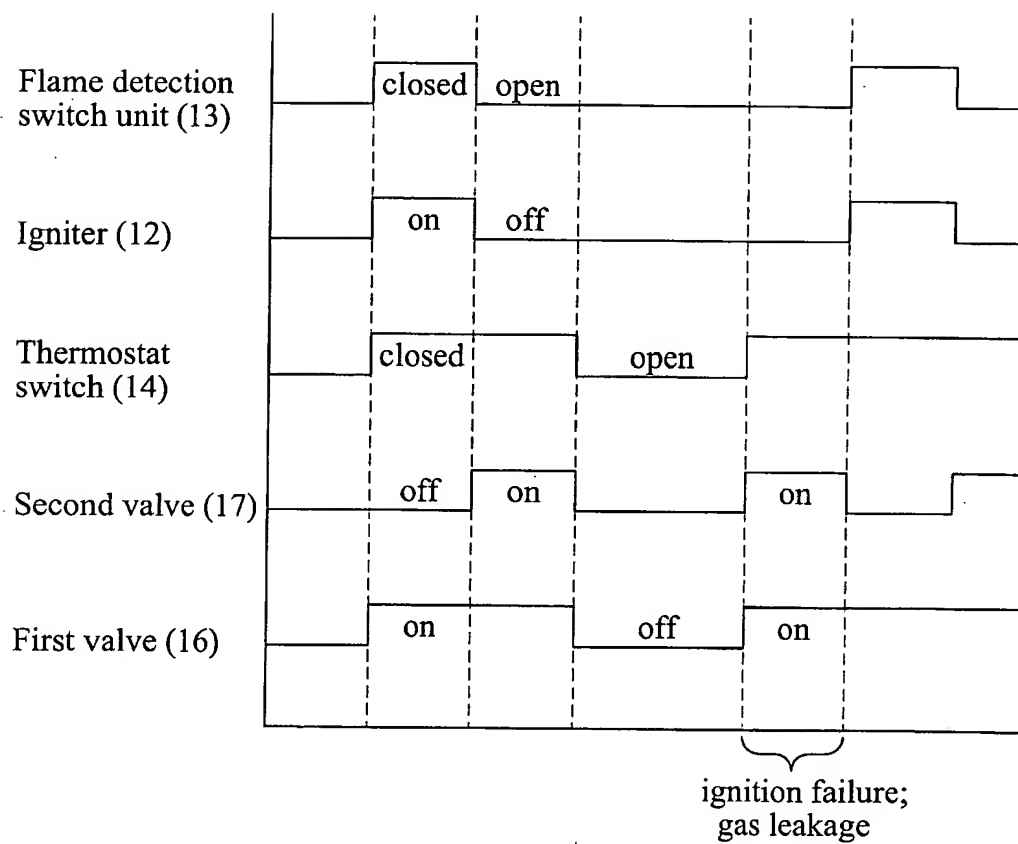 Flame detection
switch unit (13)
closed
open
Igniter (12)
on
off
Thermostat
switch (14)
closed
open
Second valve (17)
off
on
on
First valve (16)
on
off
on
ignition failure;
gas leakage